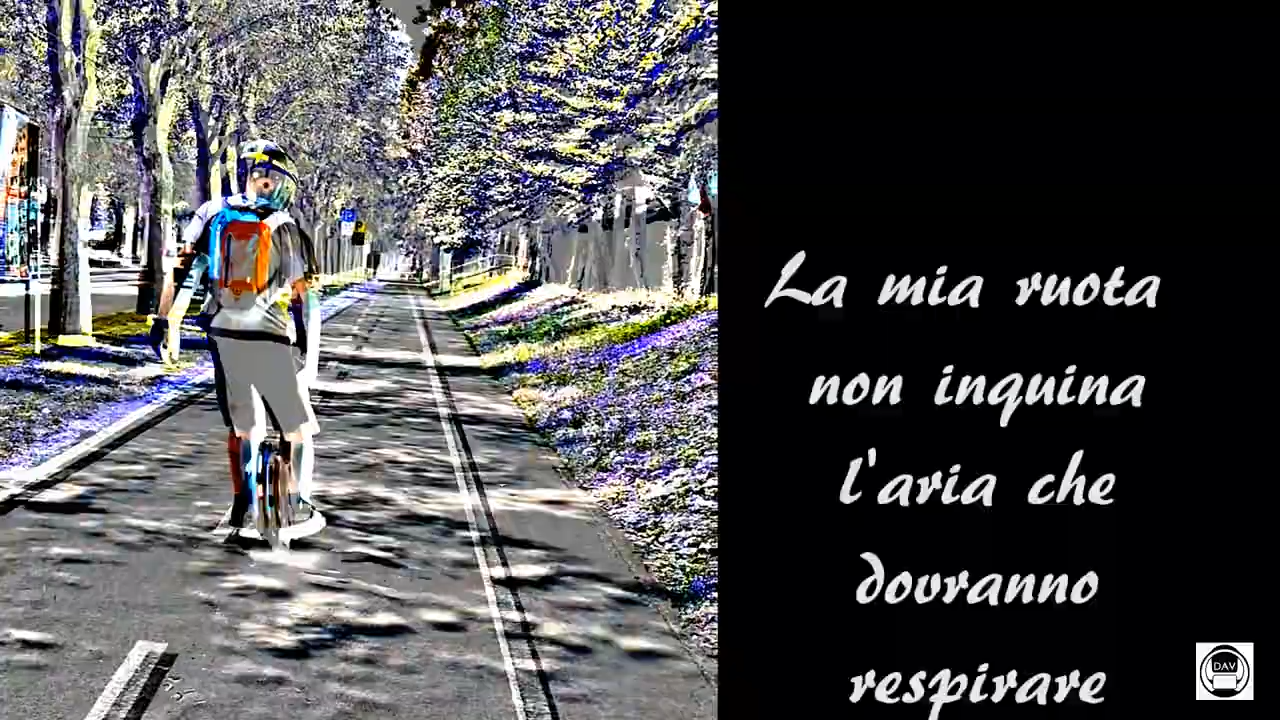 La mia ruota
non inquina
l'aria che
dovranno
respirare
DAV